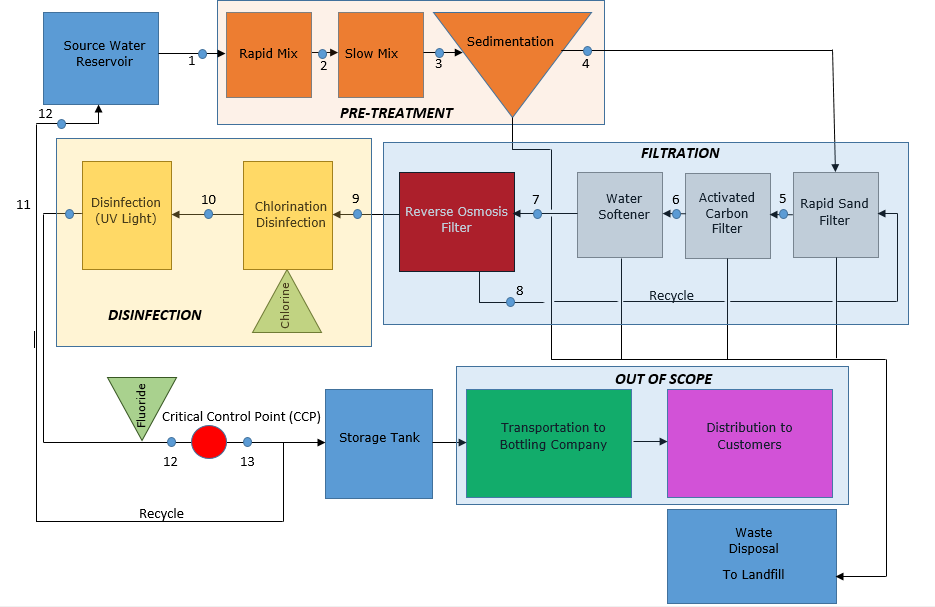 Source Water
Reservoir
1
Rapid Mix
2
Slow Mix
3
Sedimentation
4
PRE-TREATMENT
12
FILTRATION
Rapid Sand
Filter
5
Activated
Carbon
Filter
6
Water
Softener
7
Reverse Osmosis
Filter
8
Recycle
9
Chlorination
Disinfection
Chlorine
10
Disinfection
(UV Light)
11
DISINFECTION
Fluoride
12
Critical Control Point (CCP)
13
Recycle
Storage Tank
OUT OF SCOPE
Transportation to
Bottling Company
Distribution to
Customers
Waste
Disposal
To Landfill